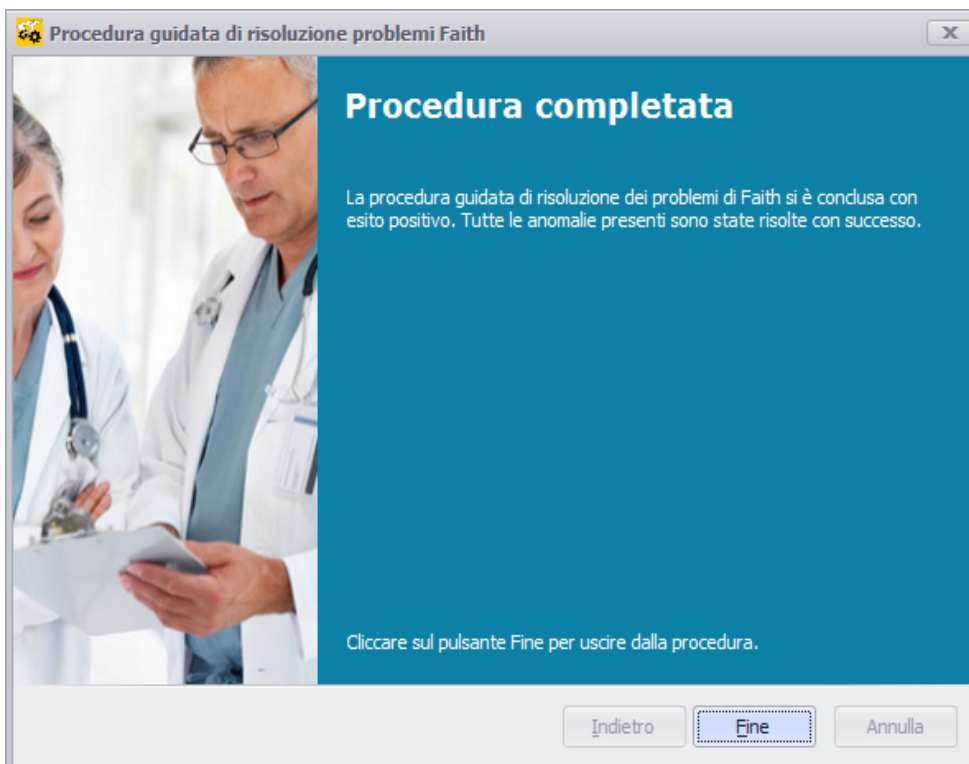 Procedura guidata di risoluzione problemi Faith
Procedura completata
La procedura guidata di risoluzione dei problemi di Faith si è conclusa con
esito positivo. Tutte le anomalie presenti sono state risolte con successo.
Cliccare sul pulsante Fine per uscire dalla procedura.
Indietro Fine Annulla